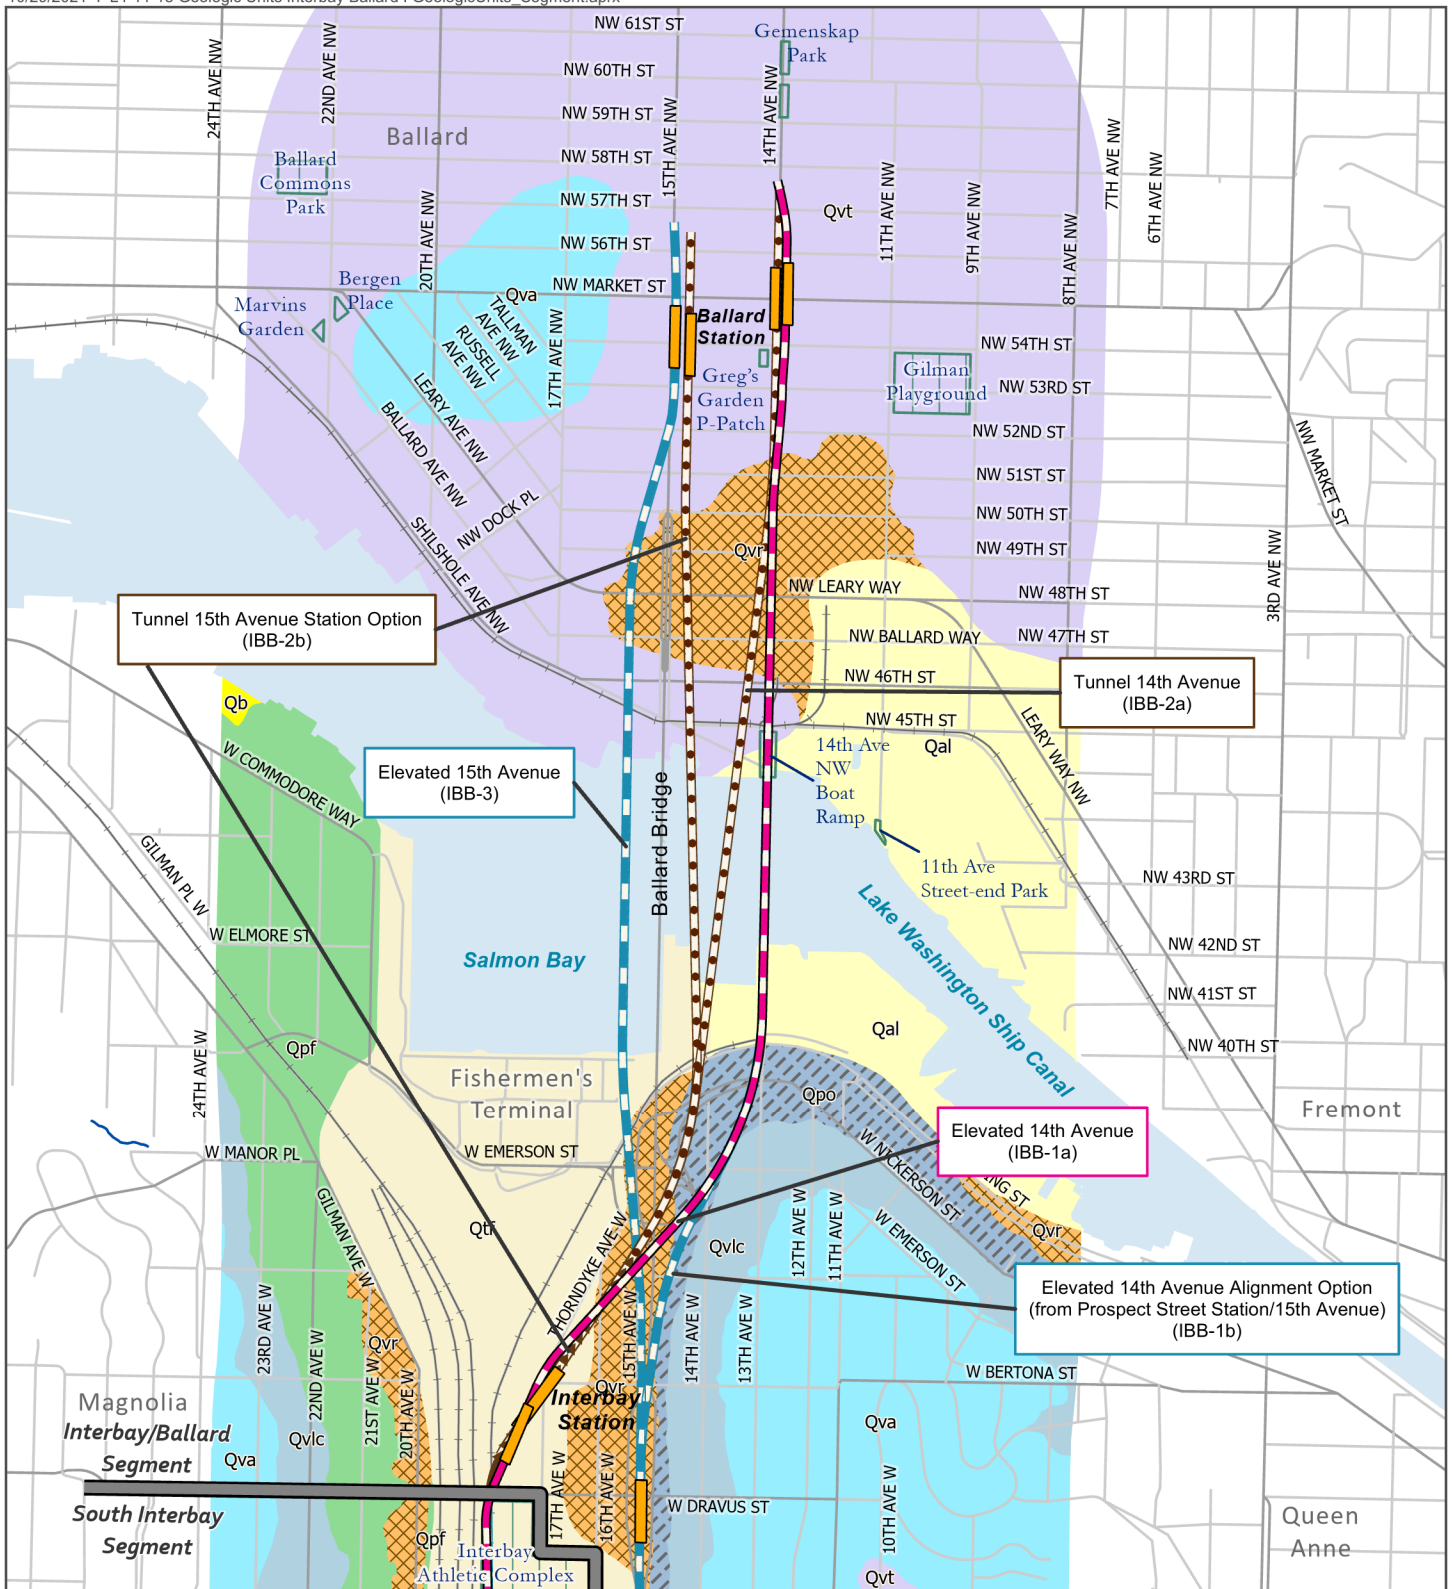 NW 61ST ST
Gemenskap
Park
NW 60TH ST
24TH AVE NW
22ND AVE NW
14TH AVE NW
15TH AVE NW
NW 59TH ST
Ballard
7TH AVE NW
6TH AVE NW
Ballard
Commons
Park
NW 58TH ST
11TH AVE NW
9TH AVE NW
8TH AVE NW
20TH AVE NW
NW 57TH ST
Qvt
NW 56TH ST
Bergen
Place
NW MARKET ST
Qva
Marvins
Garden
TALLMAN
AVE NW
RUSSELL
AVE NW
17TH AVE NW
Ballard
Station
NW 54TH ST
Greg's
Garden
P-Patch
Gilman
Playground
NW 53RD ST
LEARY AVE NW
BALLARD AVE NW
NW 52ND ST
NW MARKET ST
NW 51ST ST
NW DOCK PL
NW 50TH ST
SHILSHOLE AVE NW
Qvr
NW 49TH ST
3RD AVE NW
NW LEARY WAY
NW 48TH ST
Tunnel 15th Avenue Station Option
(IBB-2b)
NW BALLARD WAY
NW 47TH ST
NW 46TH ST
Tunnel 14th Avenue
(IBB-2a)
Qb
NW 45TH ST
LEARY WAY NW
W COMMODORE WAY
Qal
14th Ave
NW
Boat
Ramp
Elevated 15th Avenue
(IBB-3)
Ballard Bridge
GILMAN PL W
11th Ave
Street-end Park
NW 43RD ST
Lake Washington Ship Canal
W ELMORE ST
NW 42ND ST
Salmon Bay
NW 41ST ST
Qal
24TH AVE W
Qpf
NW 40TH ST
Fishermen's
Terminal
Qpo
Fremont
Elevated 14th Avenue
(IBB-1a)
W MANOR PL
W EMERSON ST
W NICKERSON ST
ING ST
GILMAN AVE W
Qtf
THORNDYKE AVE W
Qvlc
12TH AVE W
11TH AVE W
W EMERSON ST
Qvr
Elevated 14th Avenue Alignment Option
(from Prospect Street Station/15th Avenue)
(IBB-1b)
23RD AVE W
22ND AVE W
Qvr
21ST AVE W
20TH AVE W
15TH AVE W
14TH AVE W
13TH AVE W
W BERTONA ST
Qvr
Interbay
Station
Magnolia
Interbay/Ballard
Segment
Qvlc
Qva
Qva
South Interbay
Segment
17TH AVE W
16TH AVE W
W DRAVUS ST
10TH AVE W
Queen
Anne
Qpf
Interbay
Athletic Complex
Qvt